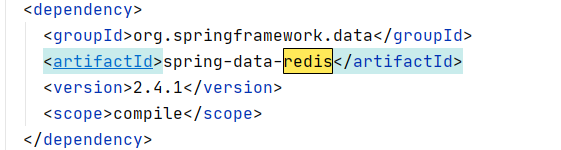 <dependency>
<groupId>org.springframework.data</groupId>
<artifactId>spring-data-redis</artifactId>
<version>2.4.1</version>
<scope>compile</scope>
</dependency>